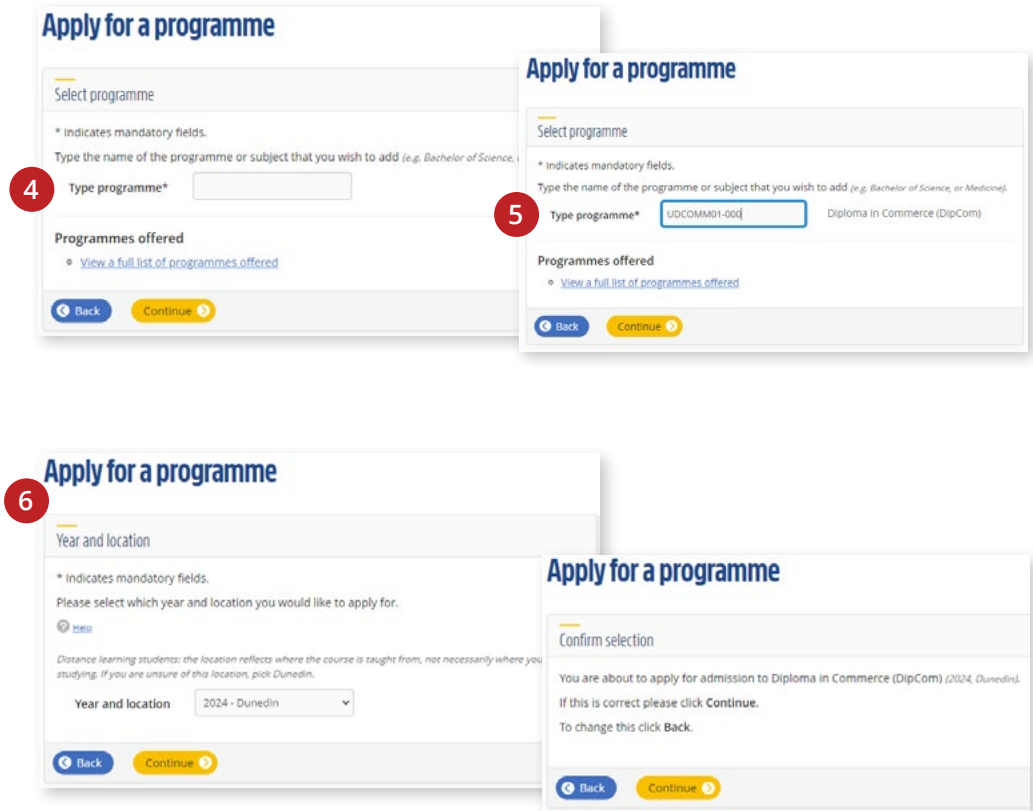 Apply for a programme
Select programme
* Indicates mandatory fields.
Type the name of the programme or subject that you wish to add (e.g. Bachelor of Science,
4
Type programme*
Programmes offered
View a full list of programmes offered
Back
Continue
Apply for a programme
Select programme
* Indicates mandatory fields.
Type the name of the programme or subject that you wish to add (e.g. Bachelor of Science, or Medicine).
5
Type programme* UDCOMM01-000 Diploma in Commerce (DipCom)
Programmes offered
View a full list of programmes offered
Back
Continue
Apply for a programme
6
Year and location
* Indicates mandatory fields.
Please select which year and location you would like to apply for.
Help
Distance learning students: the location reflects where the course is taught from, not necessarily where you
studying. If you are unsure of this location, pick Dunedin.
Year and location 2024 - Dunedin
Back
Continue
Apply for a programme
Confirm selection
You are about to apply for admission to Diploma in Commerce (DipCom) (2024, Dunedin).
If this is correct please click Continue.
To change this click Back.
Back
Continue